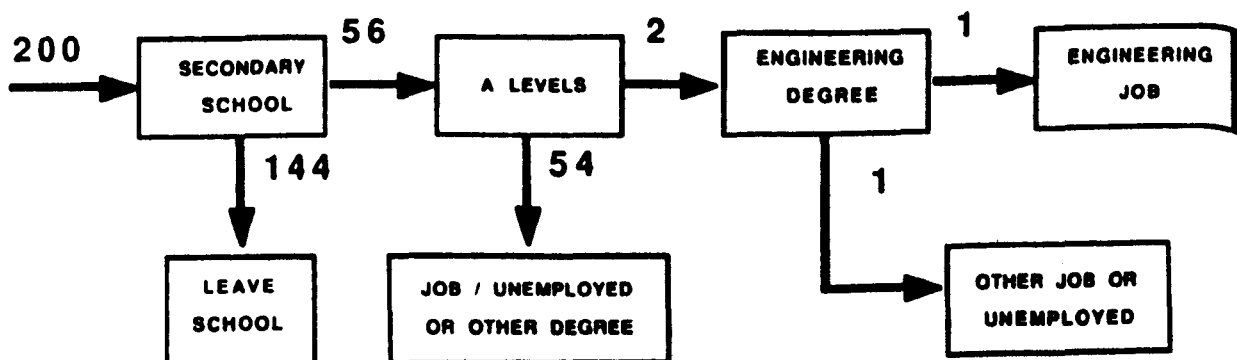 200
SECONDARY
SCHOOL
56
A LEVELS
2
ENGINEERING
DEGREE
1
ENGINEERING
JOB
144
54
1
LEAVE
SCHOOL
JOB / UNEMPLOYED
OR OTHER DEGREE
OTHER JOB OR
UNEMPLOYED